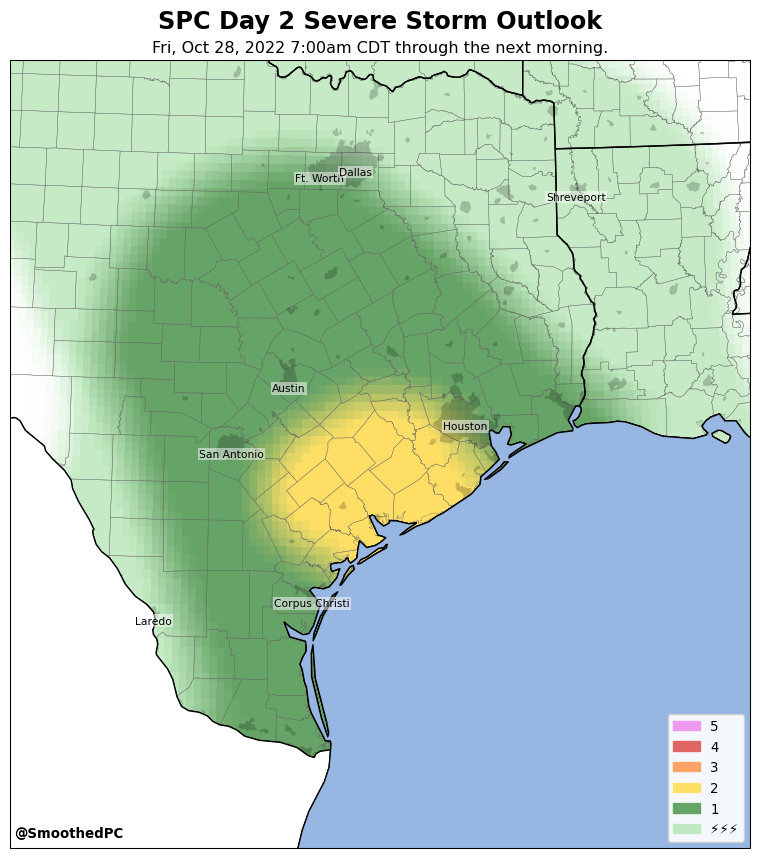 SPC Day 2 Severe Storm Outlook
Fri, Oct 28, 2022 7:00am CDT through the next morning.
Ft. Worth
Dallas
Shreveport
Austin
Houston
San Antonio
Corpus Christi
Laredo
5
4
3
2
1
⚡⚡⚡
@SmoothedPC